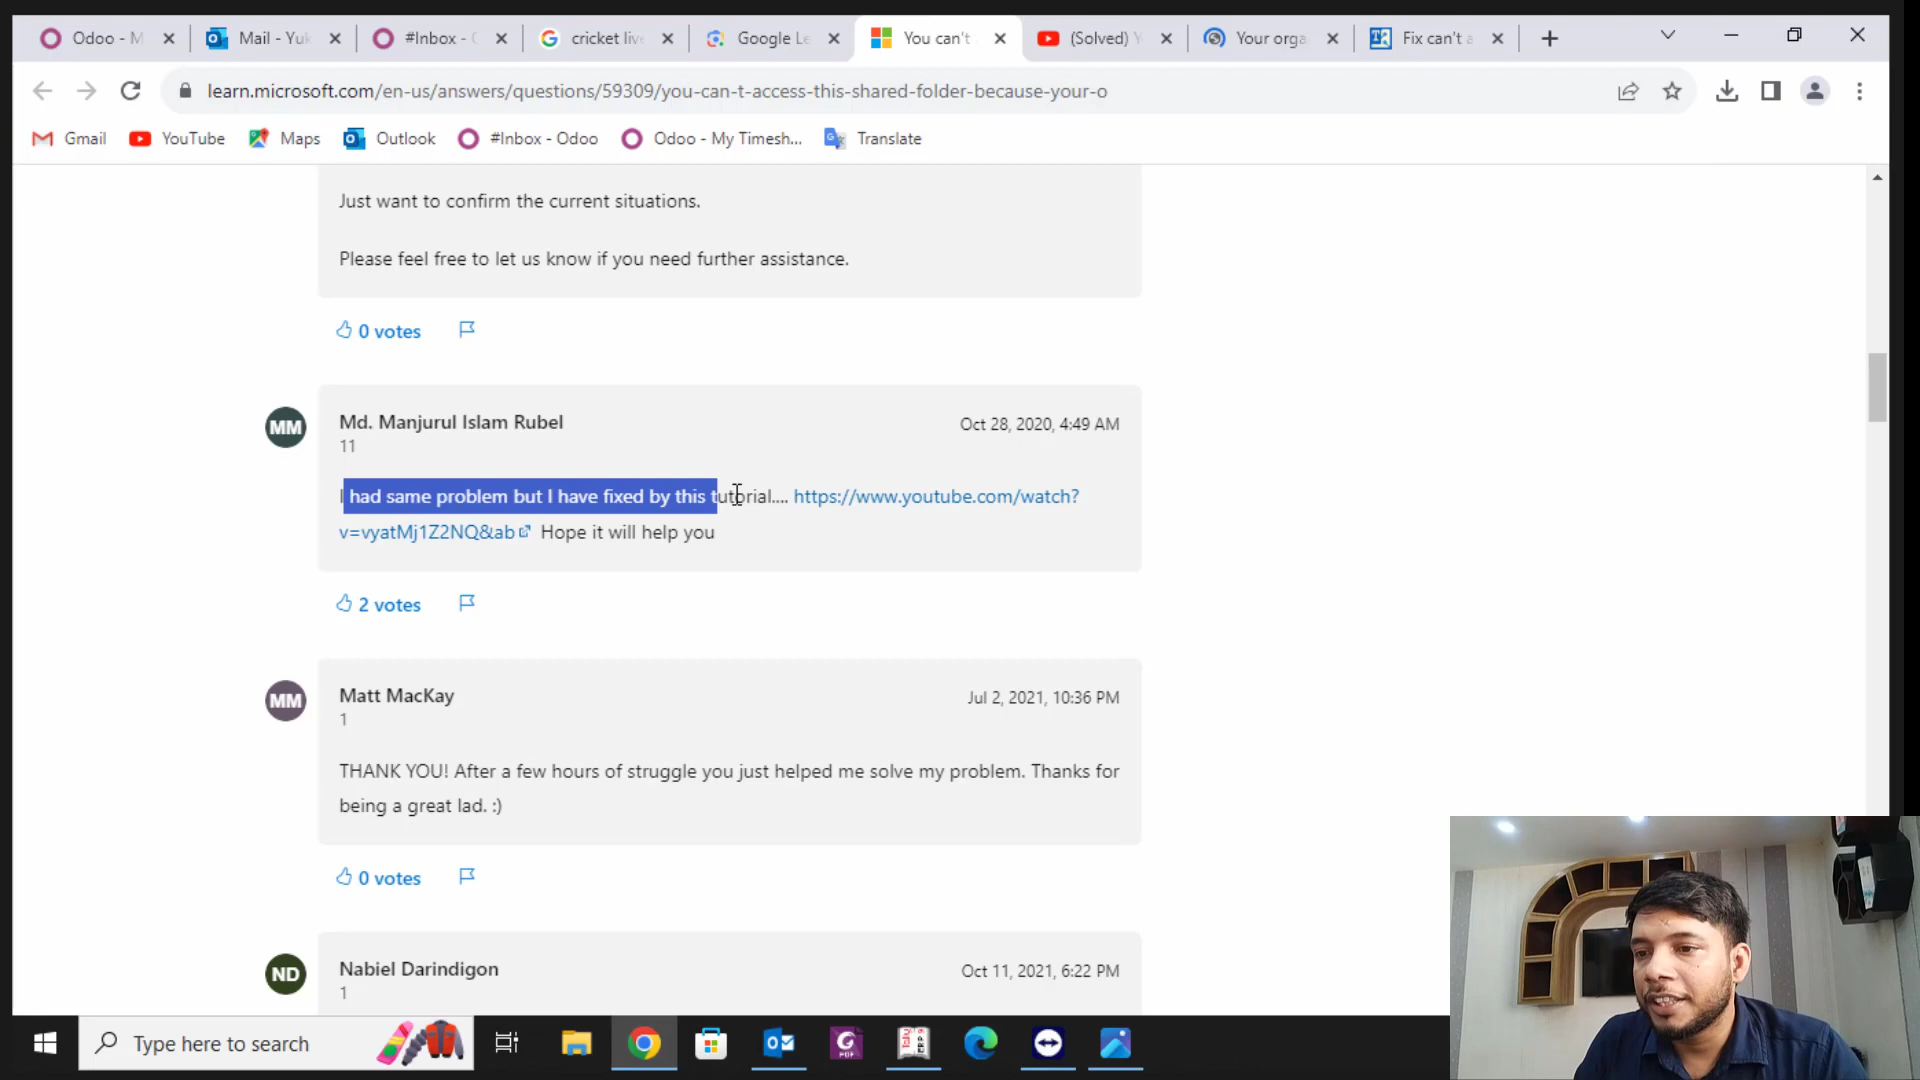 Odoo - M
Mail - Yuk
#Inbox - O
cricket live
Google Le
You can't
(Solved) Y
Your orga
Fix can't a
learn.microsoft.com/en-us/answers/questions/59309/you-can-t-access-this-shared-folder-because-your-o
Gmail
YouTube
Maps
Outlook
#Inbox - Odoo
Odoo - My Timesh...
Translate
Just want to confirm the current situations.
Please feel free to let us know if you need further assistance.
0 votes
MM
Md. Manjurul Islam Rubel
Oct 28, 2020, 4:49 AM
11
I had same problem but I have fixed by this tutorial.... https://www.youtube.com/watch?
v=vyatMj1Z2NQ&ab Hope it will help you
2 votes
MM
Matt MacKay
Jul 2, 2021, 10:36 PM
1
THANK YOU! After a few hours of struggle you just helped me solve my problem. Thanks for
being a great lad. :)
0 votes
ND
Nabiel Darindigon
Oct 11, 2021, 6:22 PM
1
Type here to search